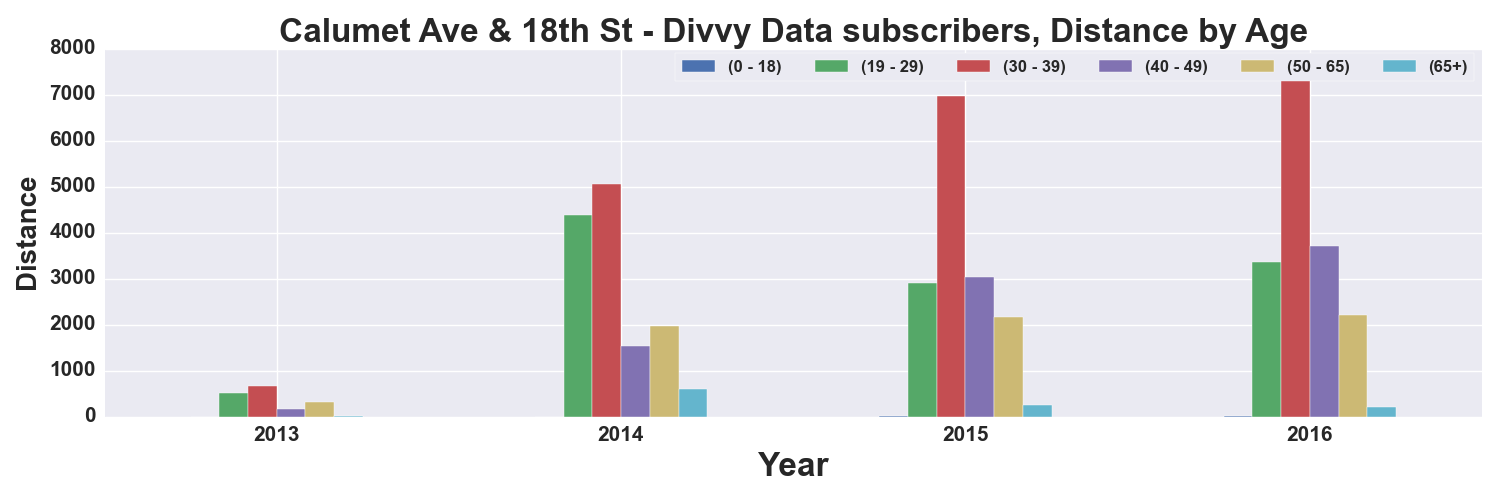 Calumet Ave & 18th St - Divvy Data subscribers, Distance by Age
8000
(0 - 18) (19 - 29) (30 - 39) (40 - 49) (50 - 65) (65+)
7000
6000
5000
4000
3000
2000
1000
0
Distance
2013 2014 2015 2016
Year